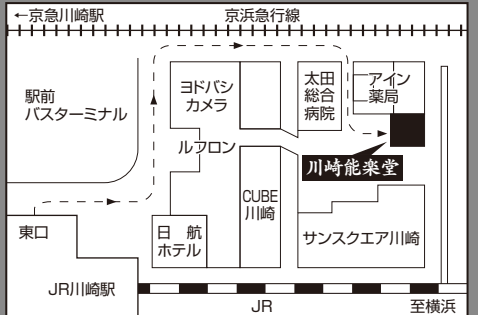 ←京急川崎駅
京浜急行線
駅前
バスターミナル
ヨドバシ
カメラ
太田
総合
病院
アイン
薬局
ルフロン
川崎能楽堂
CUBE
川崎
東口
日航
ホテル
サンスクエア川崎
JR川崎駅
JR
至横浜